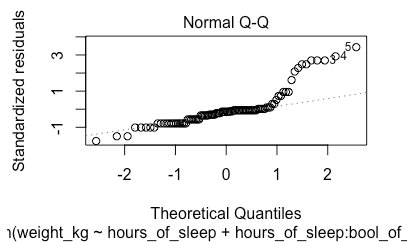 Normal Q-Q
Standardized residuals
3
1
-1
5
4
-2 -1 0 1 2
Theoretical Quantiles
(weight_kg ~ hours_of_sleep + hours_of_sleep:bool_of_